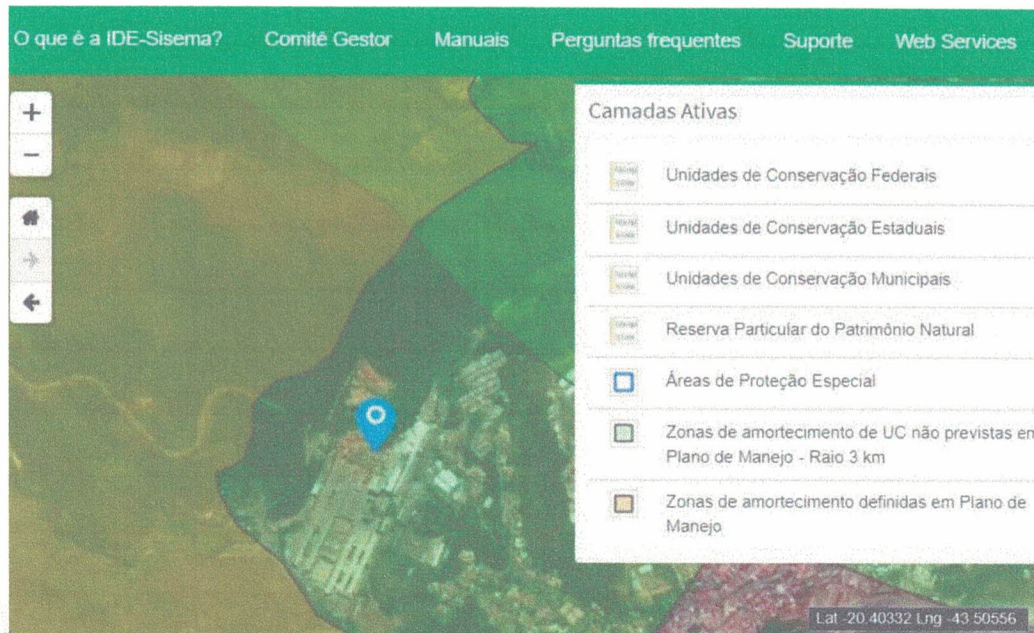 O que é a IDE-Sisema? Comitê Gestor Manuais Perguntas frequentes Suporte Web Services
Camadas Ativas
Unidades de Conservação Federais
Unidades de Conservação Estaduais
Unidades de Conservação Municipais
Reserva Particular do Patrimônio Natural
Áreas de Proteção Especial
Zonas de amortecimento de UC não previstas em
Plano de Manejo - Raio 3 km
Zonas de amortecimento definidas em Plano de
Manejo
Lat -20.40332 Lng -43.50556